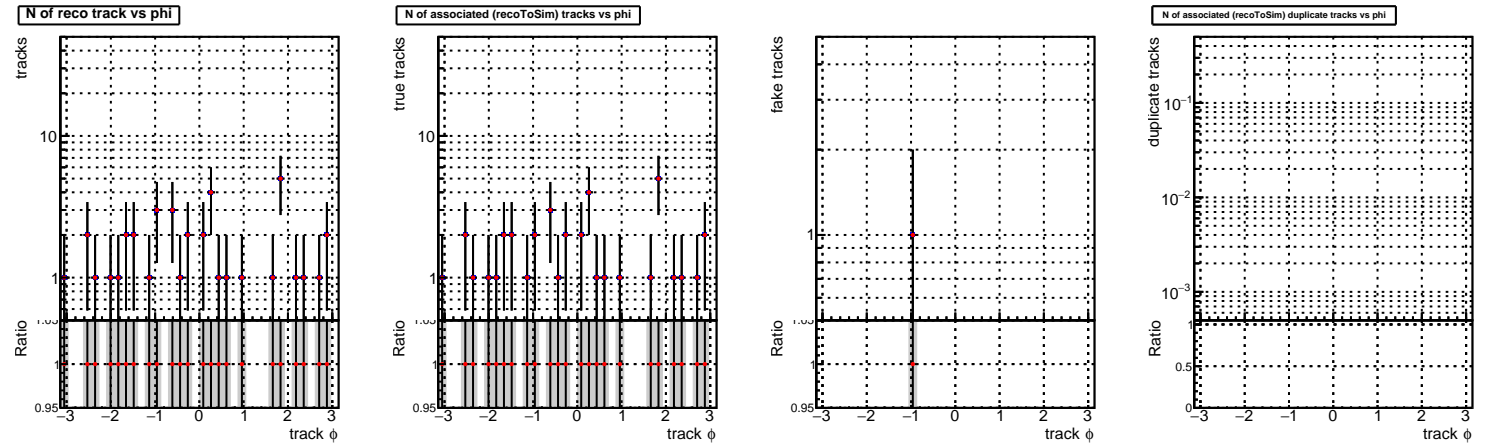 N of reco track vs phi
tracks
10
1
Ratio
1.05
1
0.95
−3 −2 −1 0 1 2 3
track ϕ
N of associated (recoToSim) tracks vs phi
true tracks
10
1
Ratio
1.05
1
0.95
−3 −2 −1 0 1 2 3
track ϕ
fake tracks
1
Ratio
1.05
1
0.95
−3 −2 −1 0 1 2 3
track ϕ
N of associated (recoToSim) duplicate tracks vs phi
duplicate tracks
10⁻¹
10⁻²
10⁻³
Ratio
1
0.5
0
−3 −2 −1 0 1 2 3
track ϕ